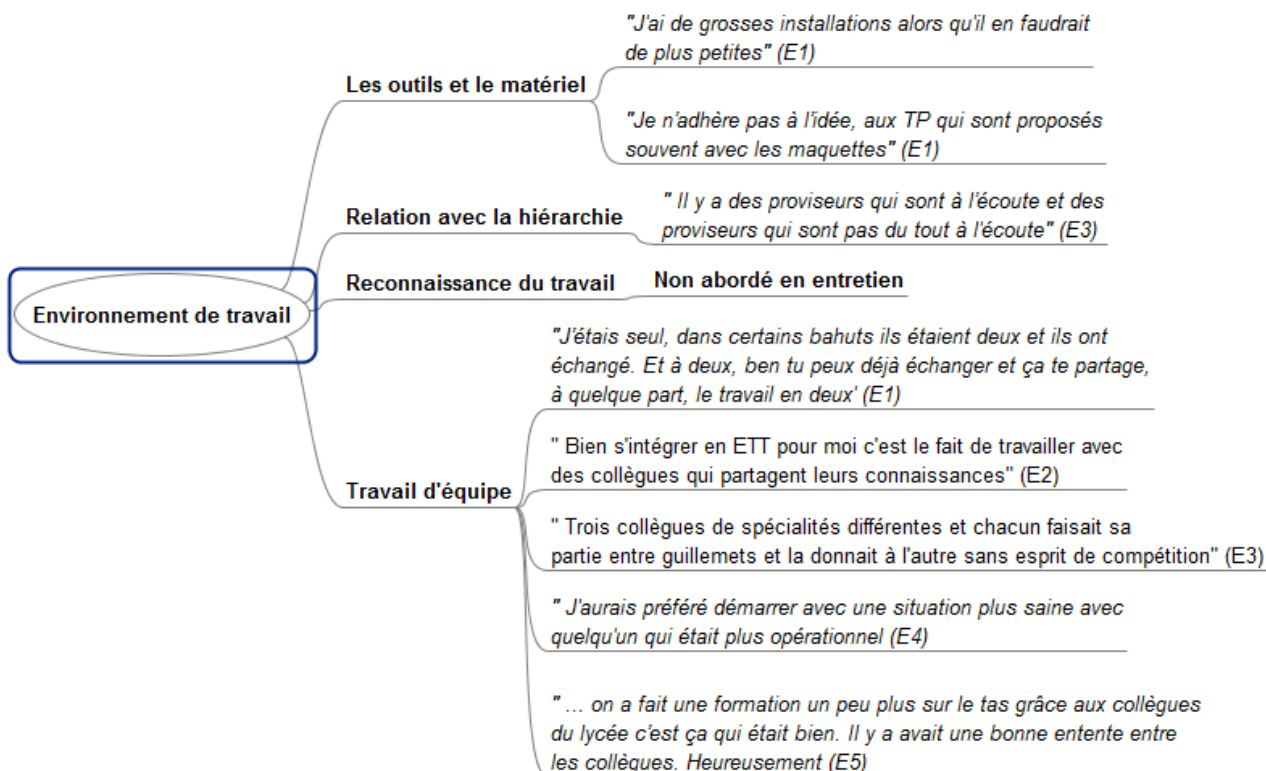 "J'ai de grosses installations alors qu'il en faudrait
de plus petites" (E1)
Les outils et le matériel
"Je n'adhère pas à l'idée, aux TP qui sont proposés
souvent avec les maquettes" (E1)
" Il y a des proviseurs qui sont à l'écoute et des
proviseurs qui sont pas du tout à l'écoute" (E3)
Relation avec la hiérarchie
Reconnaissance du travail
Non abordé en entretien
Environnement de travail
"J'étais seul, dans certains bahuts ils étaient deux et ils ont
échangé. Et à deux, ben tu peux déjà échanger et ça te partage,
à quelque part, le travail en deux' (E1)
" Bien s'intégrer en ETT pour moi c'est le fait de travailler avec
des collègues qui partagent leurs connaissances" (E2)
Travail d'équipe
" Trois collègues de spécialités différentes et chacun faisait sa
partie entre guillemets et la donnait à l'autre sans esprit de compétition" (E3)
" J'aurais préféré démarrer avec une situation plus saine avec
quelqu'un qui était plus opérationnel (E4)
" ... on a fait une formation un peu plus sur le tas grâce aux collègues
du lycée c'est ça qui était bien. Il y a avait une bonne entente entre
les collègues. Heureusement (E5)